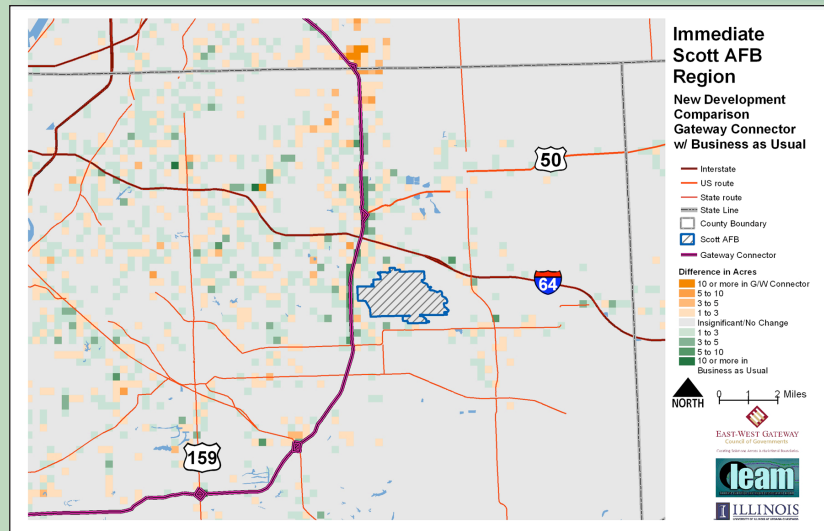 Immediate
Scott AFB
Region
New Development
Comparison
Gateway Connector
w/ Business as Usual
Interstate
US route
State route
State Line
County Boundary
Scott AFB
Gateway Connector
Difference in Acres
10 or more in G/W Connector
5 to 10
3 to 5
1 to 3
Insignificant/No Change
1 to 3
3 to 5
5 to 10
10 or more in
Business as Usual
NORTH
0 1 2 Miles
EAST-WEST GATEWAY
Council of Governments
leam
ILLINOIS
50
64
159